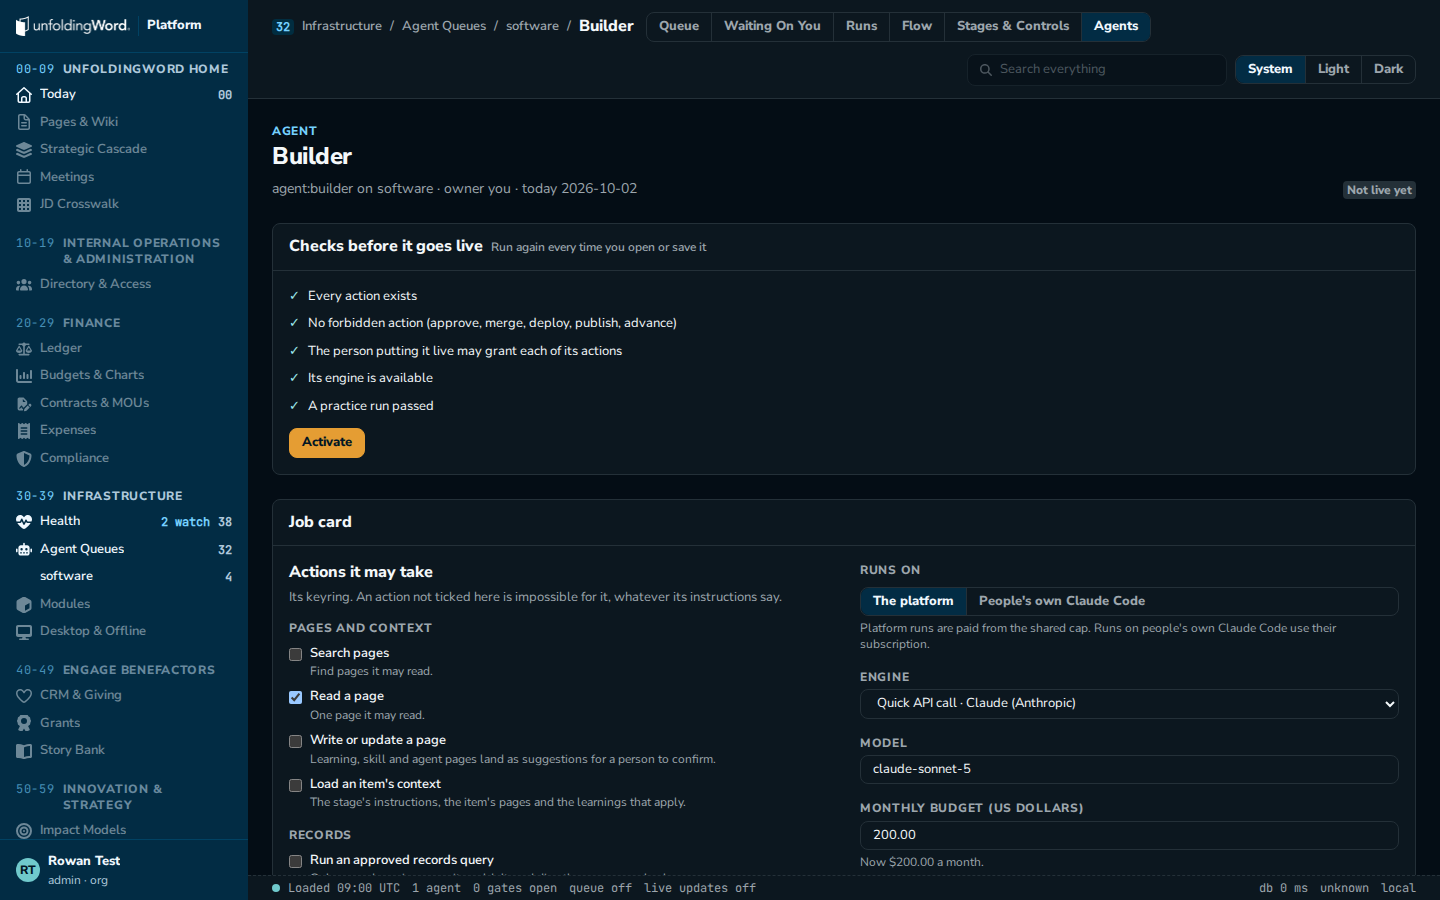 unfoldingWord Platform
00-09 UNFOLDINGWORD HOME
Today 00
Pages & Wiki
Strategic Cascade
Meetings
JD Crosswalk
10-19 INTERNAL OPERATIONS
& ADMINISTRATION
Directory & Access
20-29 FINANCE
Ledger
Budgets & Charts
Contracts & MOUs
Expenses
Compliance
30-39 INFRASTRUCTURE
Health 2 watch 38
Agent Queues 32
software 4
Modules
Desktop & Offline
40-49 ENGAGE BENEFACTORS
CRM & Giving
Grants
Story Bank
50-59 INNOVATION &
STRATEGY
Impact Models
RT Rowan Test
admin · org
32 Infrastructure / Agent Queues / software / Builder
Queue Waiting On You Runs Flow Stages & Controls Agents
Search everything
System Light Dark
AGENT
Builder
agent:builder on software · owner you · today 2026-10-02
Not live yet
Checks before it goes live Run again every time you open or save it
✓ Every action exists
✓ No forbidden action (approve, merge, deploy, publish, advance)
✓ The person putting it live may grant each of its actions
✓ Its engine is available
✓ A practice run passed
Activate
Job card
Actions it may take
Its keyring. An action not ticked here is impossible for it, whatever its instructions say.
PAGES AND CONTEXT
Search pages
Find pages it may read.
Read a page
One page it may read.
Write or update a page
Learning, skill and agent pages land as suggestions for a person to confirm.
Load an item's context
The stage's instructions, the item's pages and the learnings that apply.
RECORDS
Run an approved records query
RUNS ON
The platform People's own Claude Code
Platform runs are paid from the shared cap. Runs on people's own Claude Code use their
subscription.
ENGINE
Quick API call · Claude (Anthropic)
MODEL
claude-sonnet-5
MONTHLY BUDGET (US DOLLARS)
200.00
Now $200.00 a month.
Loaded 09:00 UTC 1 agent 0 gates open queue off live updates off
db 0 ms unknown local